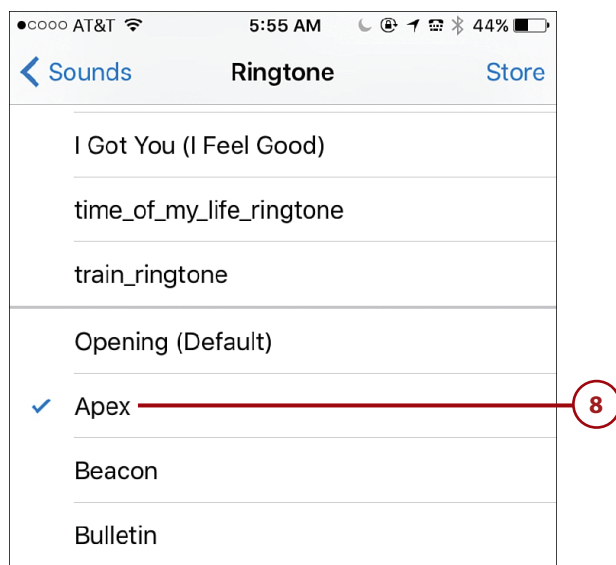 AT&T 5:55 AM 44%
Sounds Ringtone Store
I Got You (I Feel Good)
time_of_my_life_ringtone
train_ringtone
Opening (Default)
Apex 8
Beacon
Bulletin